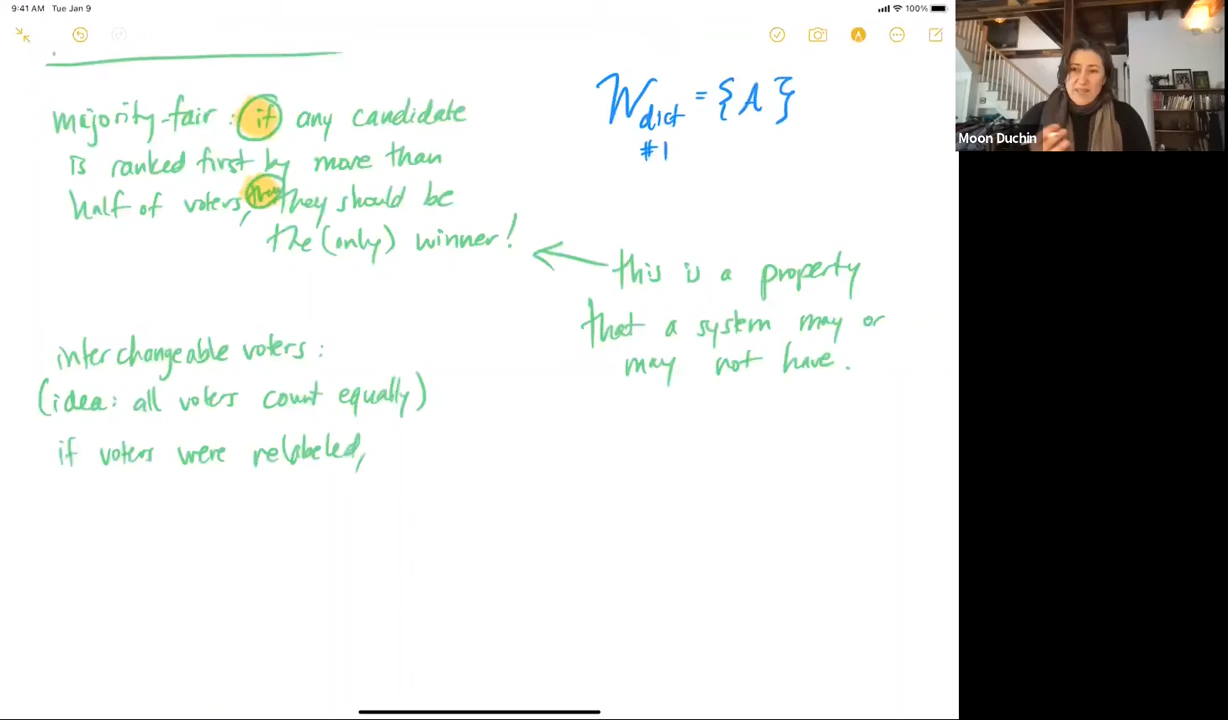 9:41 AM Tue Jan 9
100%
majority-fair: if any candidate
is ranked first by more than
half of voters, then they should be
the (only) winner!
W dict = {A}
#1
this is a property
that a system may or
may not have.
interchangeable voters:
(idea: all voters count equally)
if voters were relabeled,
Moon Duchin